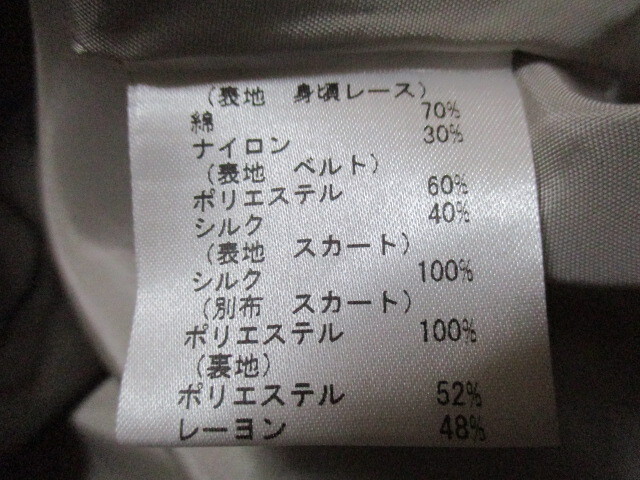 (表地 身頃レース)
綿 70%
ナイロン 30%
(表地 ベルト)
ポリエステル 60%
シルク 40%
(表地 スカート)
シルク 100%
(別布 スカート)
ポリエステル 100%
(裏地)
ポリエステル 52%
レーヨン 48%